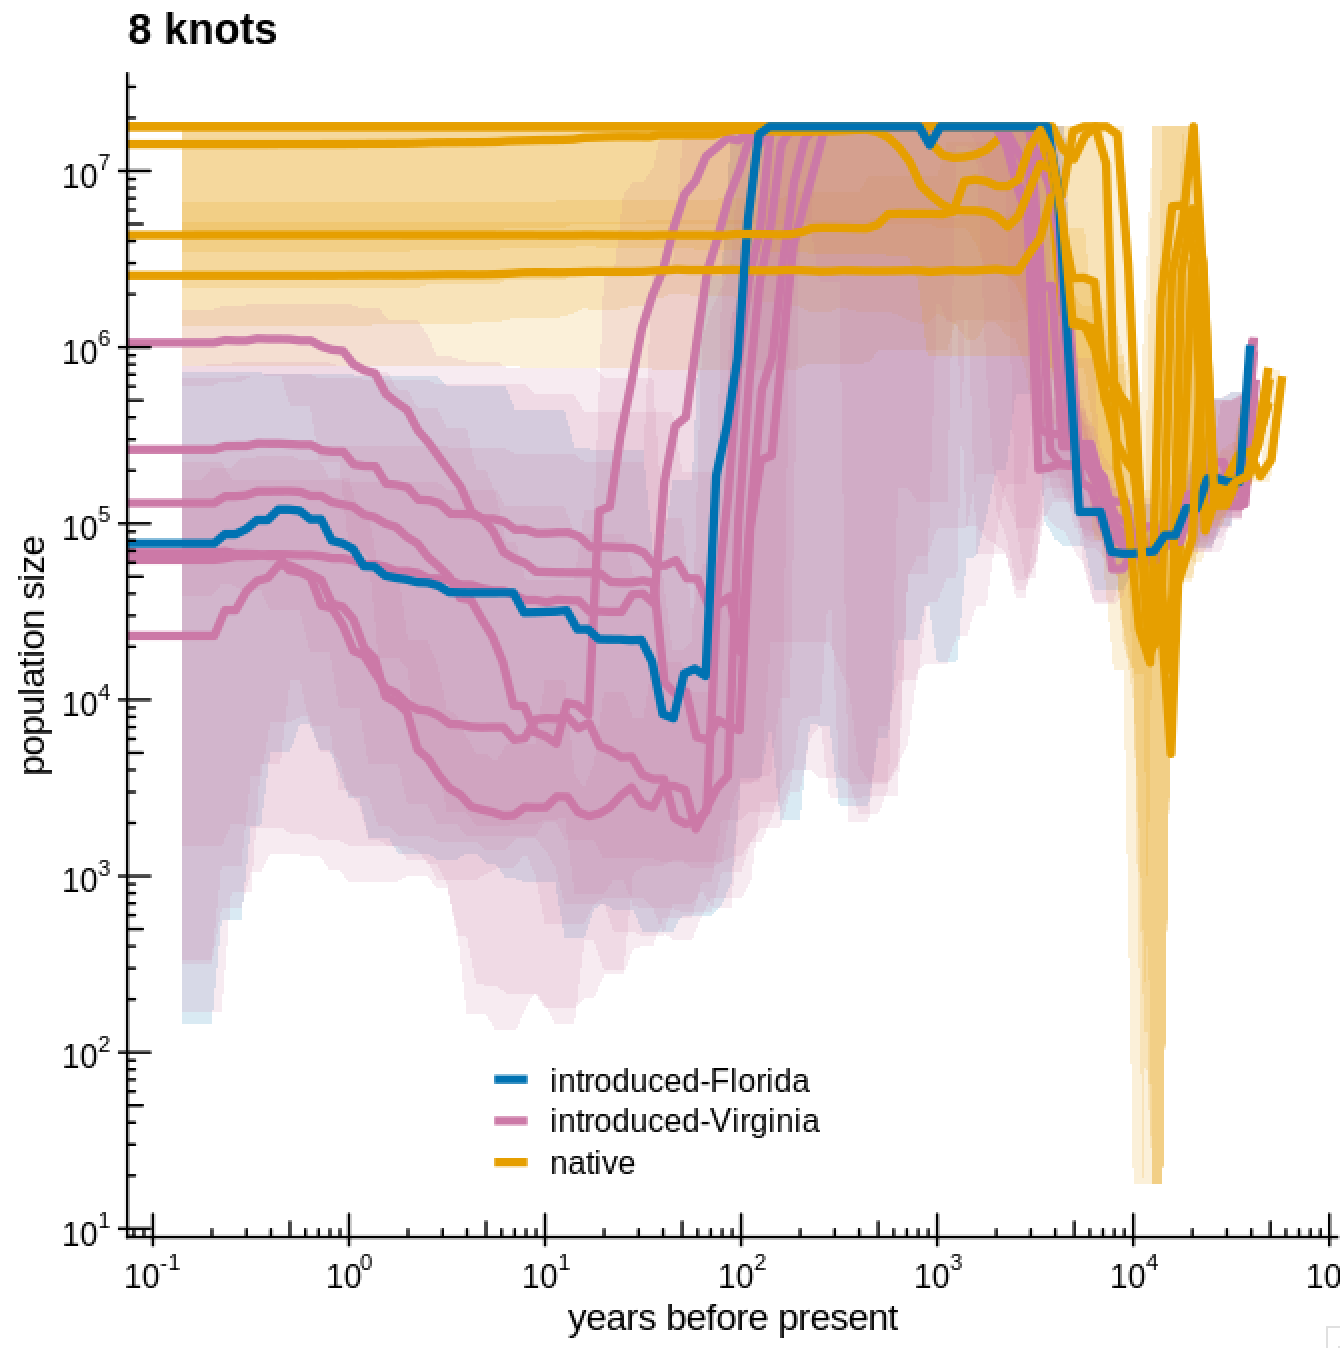 8 knots
population size
10^7
10^6
10^5
10^4
10^3
10^2
10^1
introduced-Florida
introduced-Virginia
native
10^-1 10^0 10^1 10^2 10^3 10^4 10
years before present